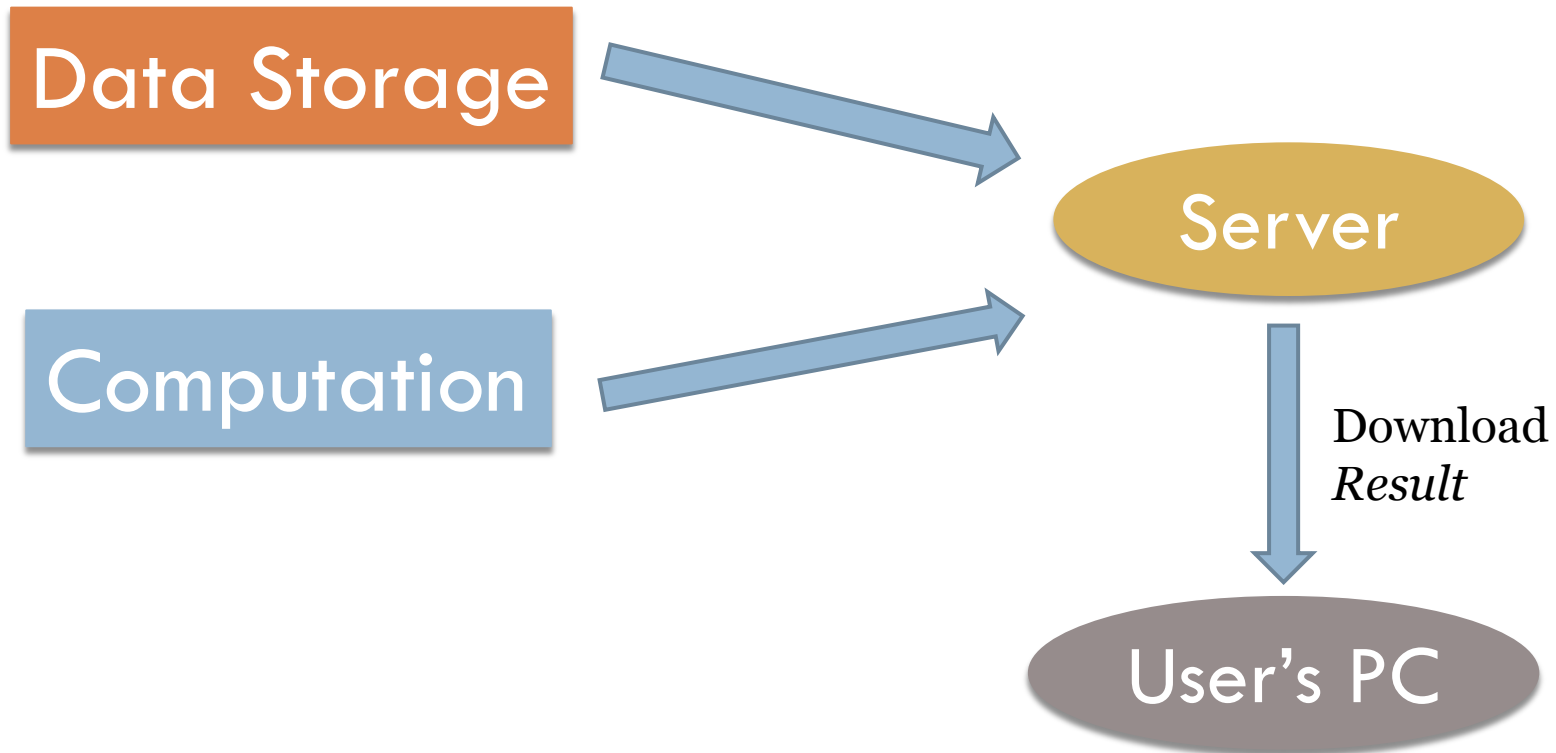 Data Storage
Server
Computation
Download
Result
User’s PC